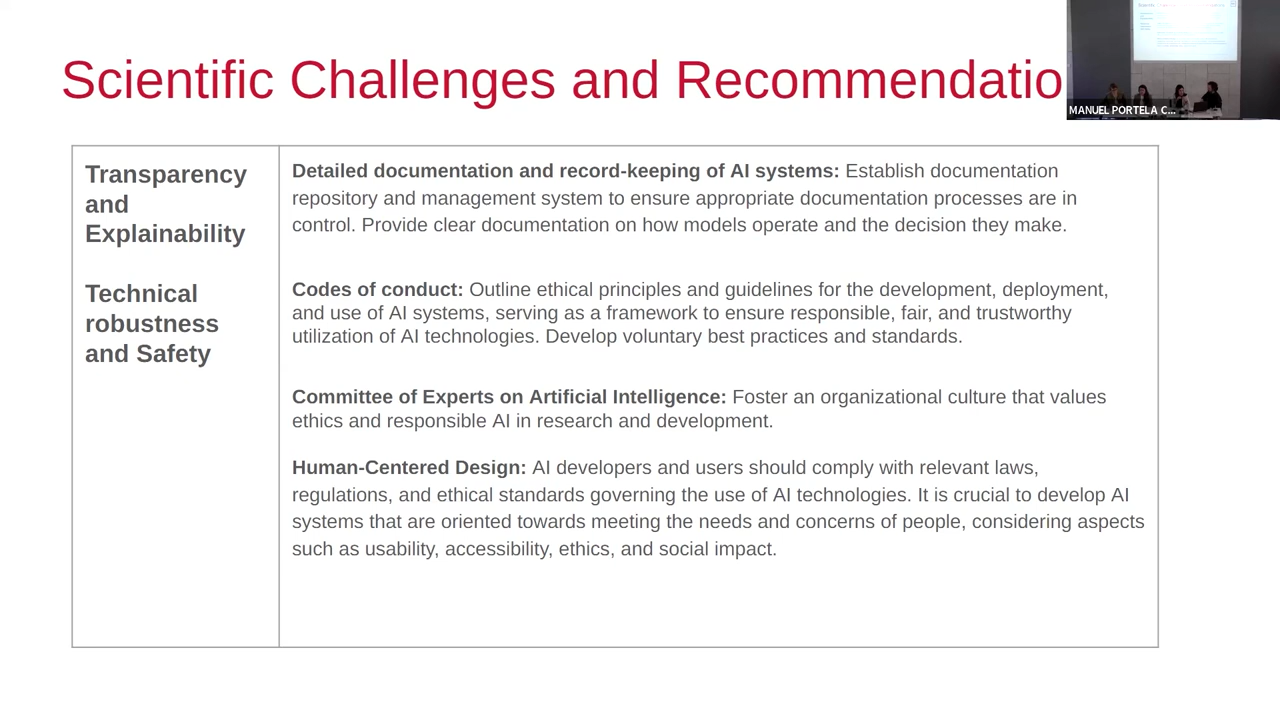 Scientific Challenges and Recommendatio
MANUEL PORTELA C...
Transparency
and
Explainability
Technical
robustness
and Safety
Detailed documentation and record-keeping of AI systems: Establish documentation
repository and management system to ensure appropriate documentation processes are in
control. Provide clear documentation on how models operate and the decision they make.
Codes of conduct: Outline ethical principles and guidelines for the development, deployment,
and use of AI systems, serving as a framework to ensure responsible, fair, and trustworthy
utilization of AI technologies. Develop voluntary best practices and standards.
Committee of Experts on Artificial Intelligence: Foster an organizational culture that values
ethics and responsible AI in research and development.
Human-Centered Design: AI developers and users should comply with relevant laws,
regulations, and ethical standards governing the use of AI technologies. It is crucial to develop AI
systems that are oriented towards meeting the needs and concerns of people, considering aspects
such as usability, accessibility, ethics, and social impact.